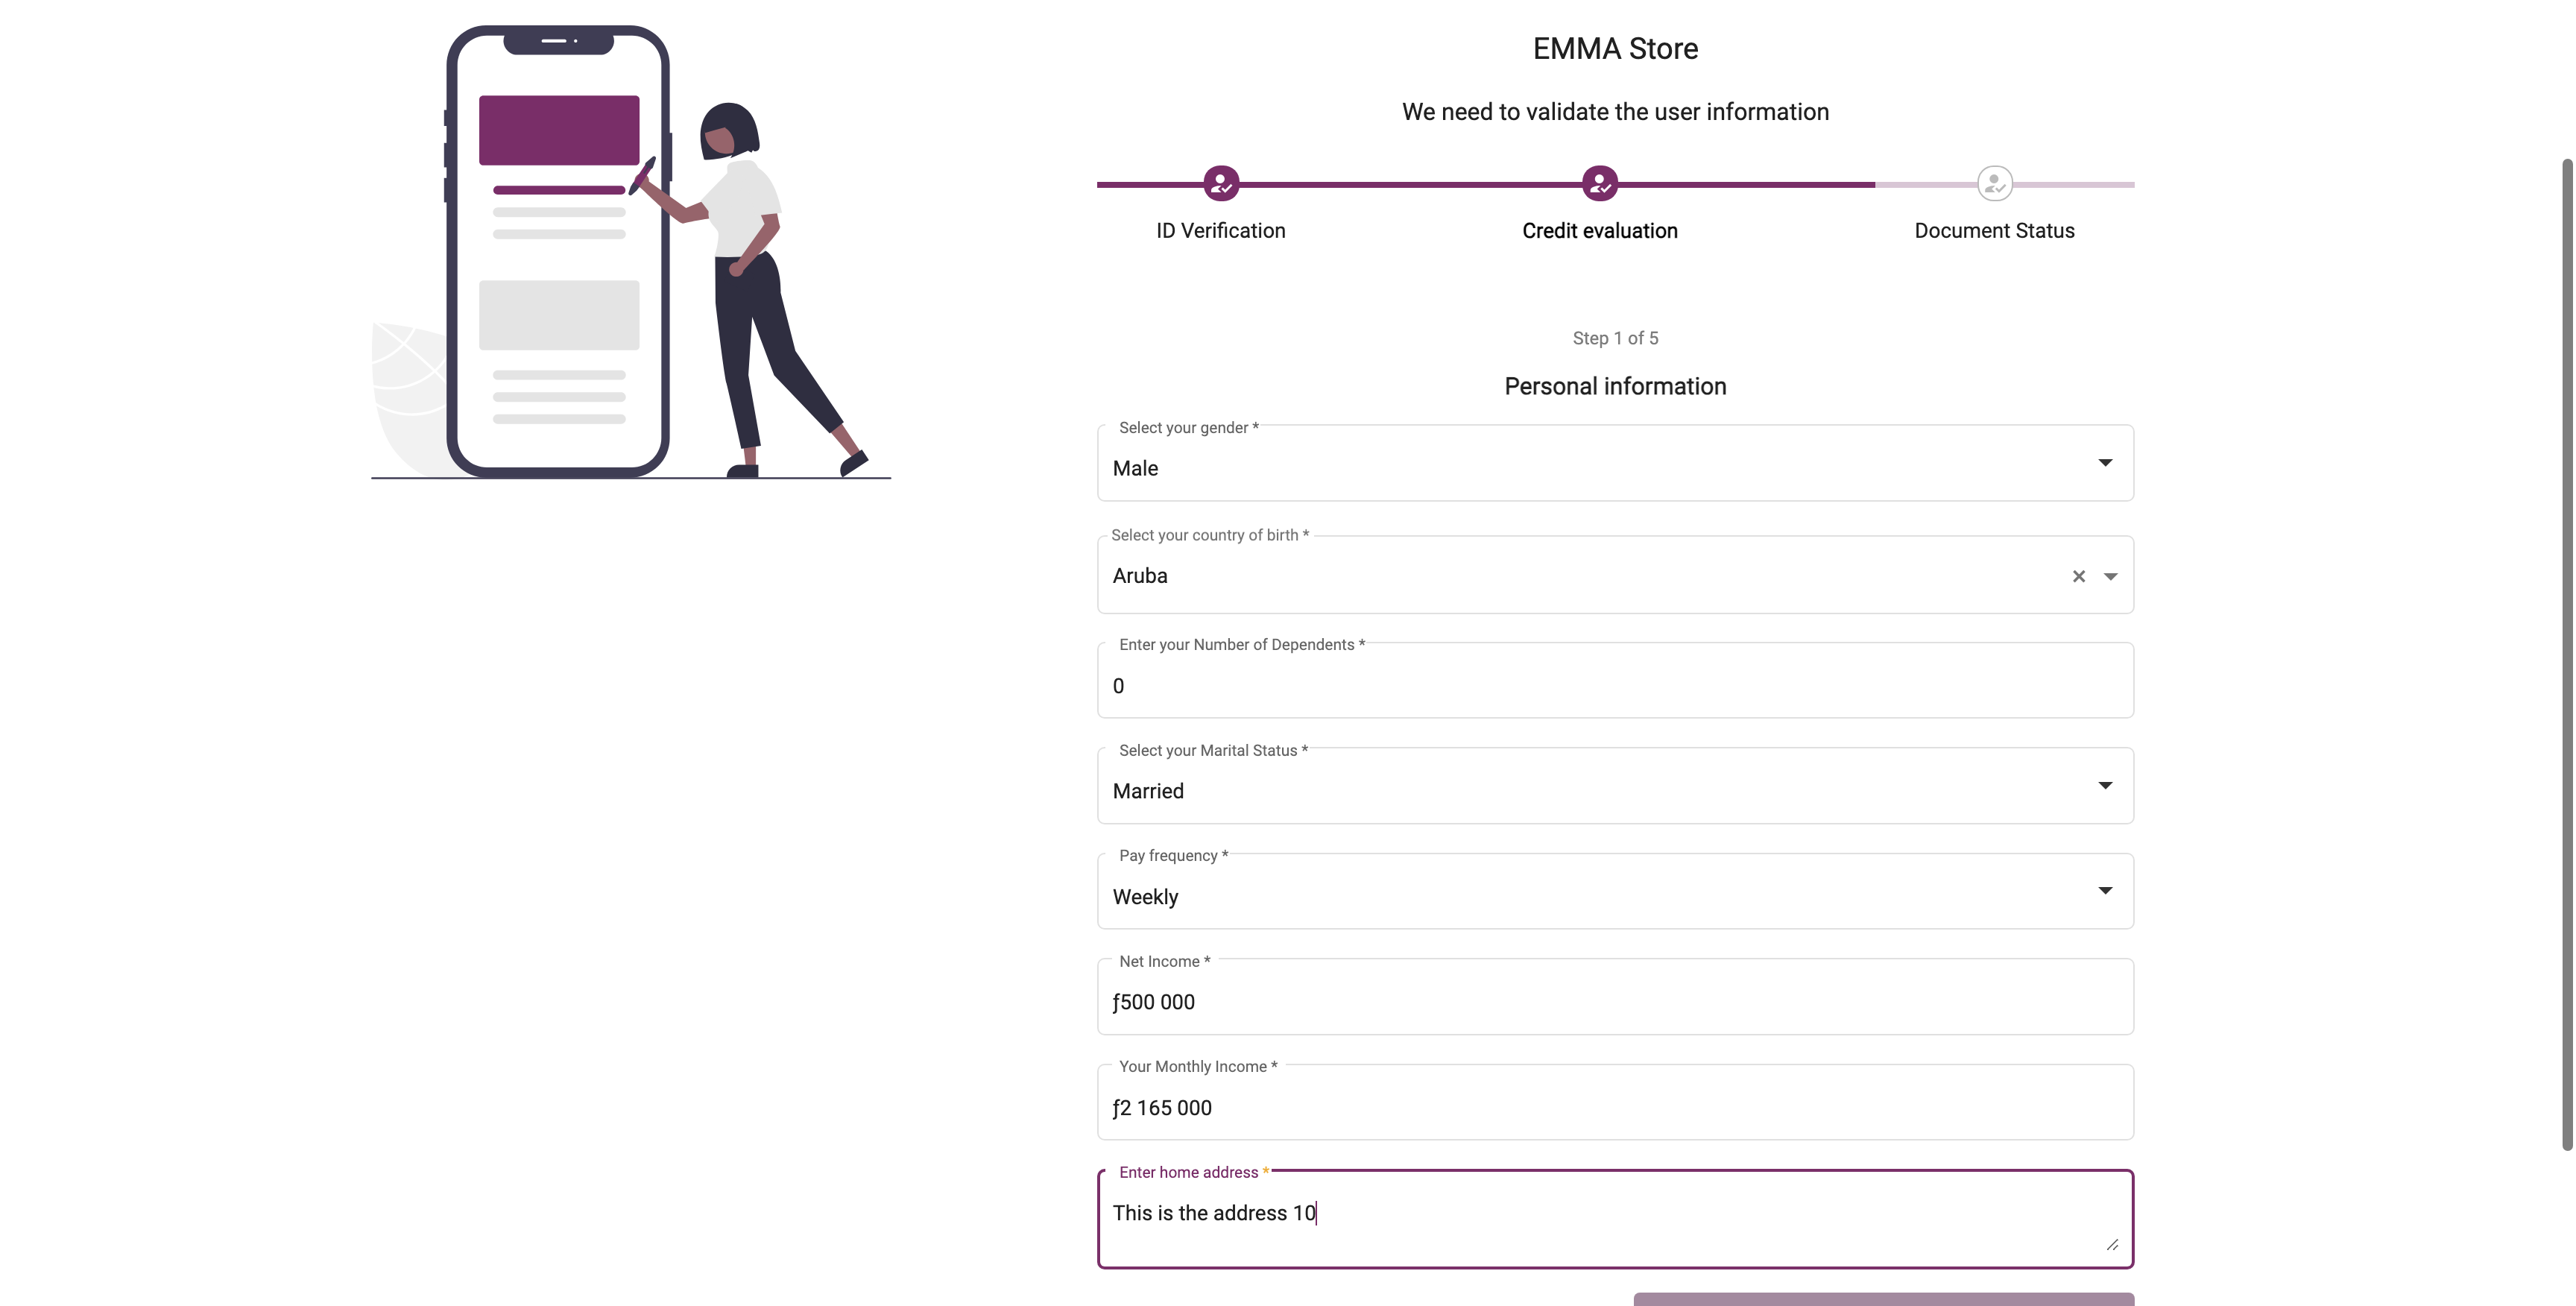 EMMA Store
We need to validate the user information
ID Verification
Credit evaluation
Document Status
Step 1 of 5
Personal information
Select your gender *
Male
Select your country of birth *
Aruba
Enter your Number of Dependents *
0
Select your Marital Status *
Married
Pay frequency *
Weekly
Net Income *
ƒ500 000
Your Monthly Income *
ƒ2 165 000
Enter home address *
This is the address 10